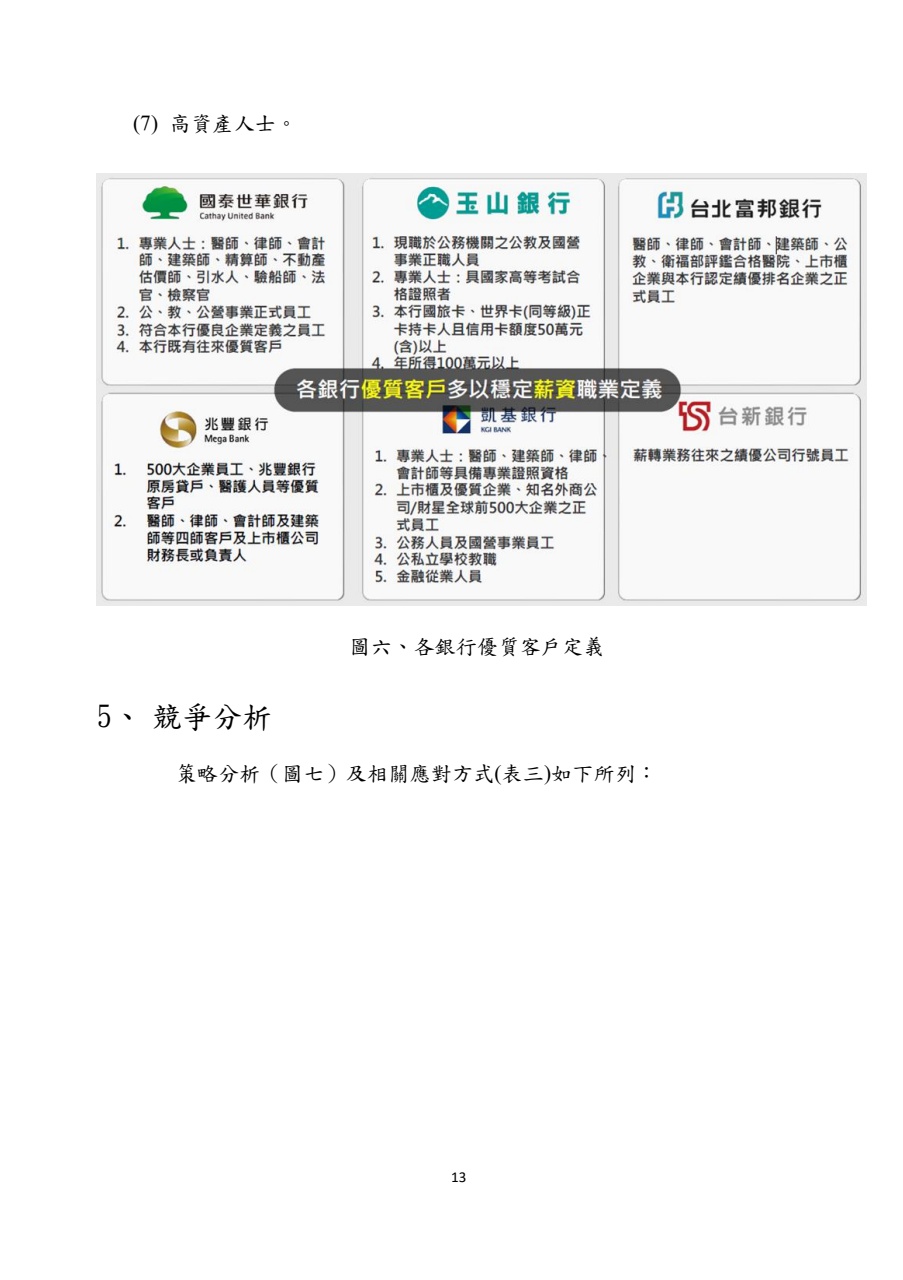 (7) 高資產人士。
國泰世華銀行
Cathay United Bank
1. 專業人士：醫師、律師、會計
師、建築師、精算師、不動產
估價師、引水人、驗船師、法
官、檢察官
2. 公、教、公營事業正式員工
3. 符合本行優良企業定義之員工
4. 本行既有往來優質客戶
玉山銀行
1. 現職於公務機關之公教及國營
事業正職人員
2. 專業人士：具國家高等考試合
格證照者
3. 本行國旅卡、世界卡(同等級)正
卡持卡人且信用卡額度50萬元
(含)以上
4. 年所得100萬元以上
台北富邦銀行
醫師、律師、會計師、建築師、公
教、衛福部評鑑合格醫院、上市櫃
企業與本行認定績優排名企業之正
式員工
各銀行優質客戶多以穩定薪資職業定義
兆豐銀行
Mega Bank
1. 500大企業員工、兆豐銀行
原房貸戶、醫護人員等優質
客戶
2. 醫師、律師、會計師及建築
師等四師客戶及上市櫃公司
財務長或負責人
凱基銀行
KGI BANK
1. 專業人士：醫師、建築師、律師、
會計師等具備專業證照資格
2. 上市櫃及優質企業、知名外商公
司/財星全球前500大企業之正
式員工
3. 公務人員及國營事業員工
4. 公私立學校教職
5. 金融從業人員
台新銀行
薪轉業務往來之績優公司行號員工
圖六、各銀行優質客戶定義
5、 競爭分析
策略分析（圖七）及相關應對方式(表三)如下所列：
13